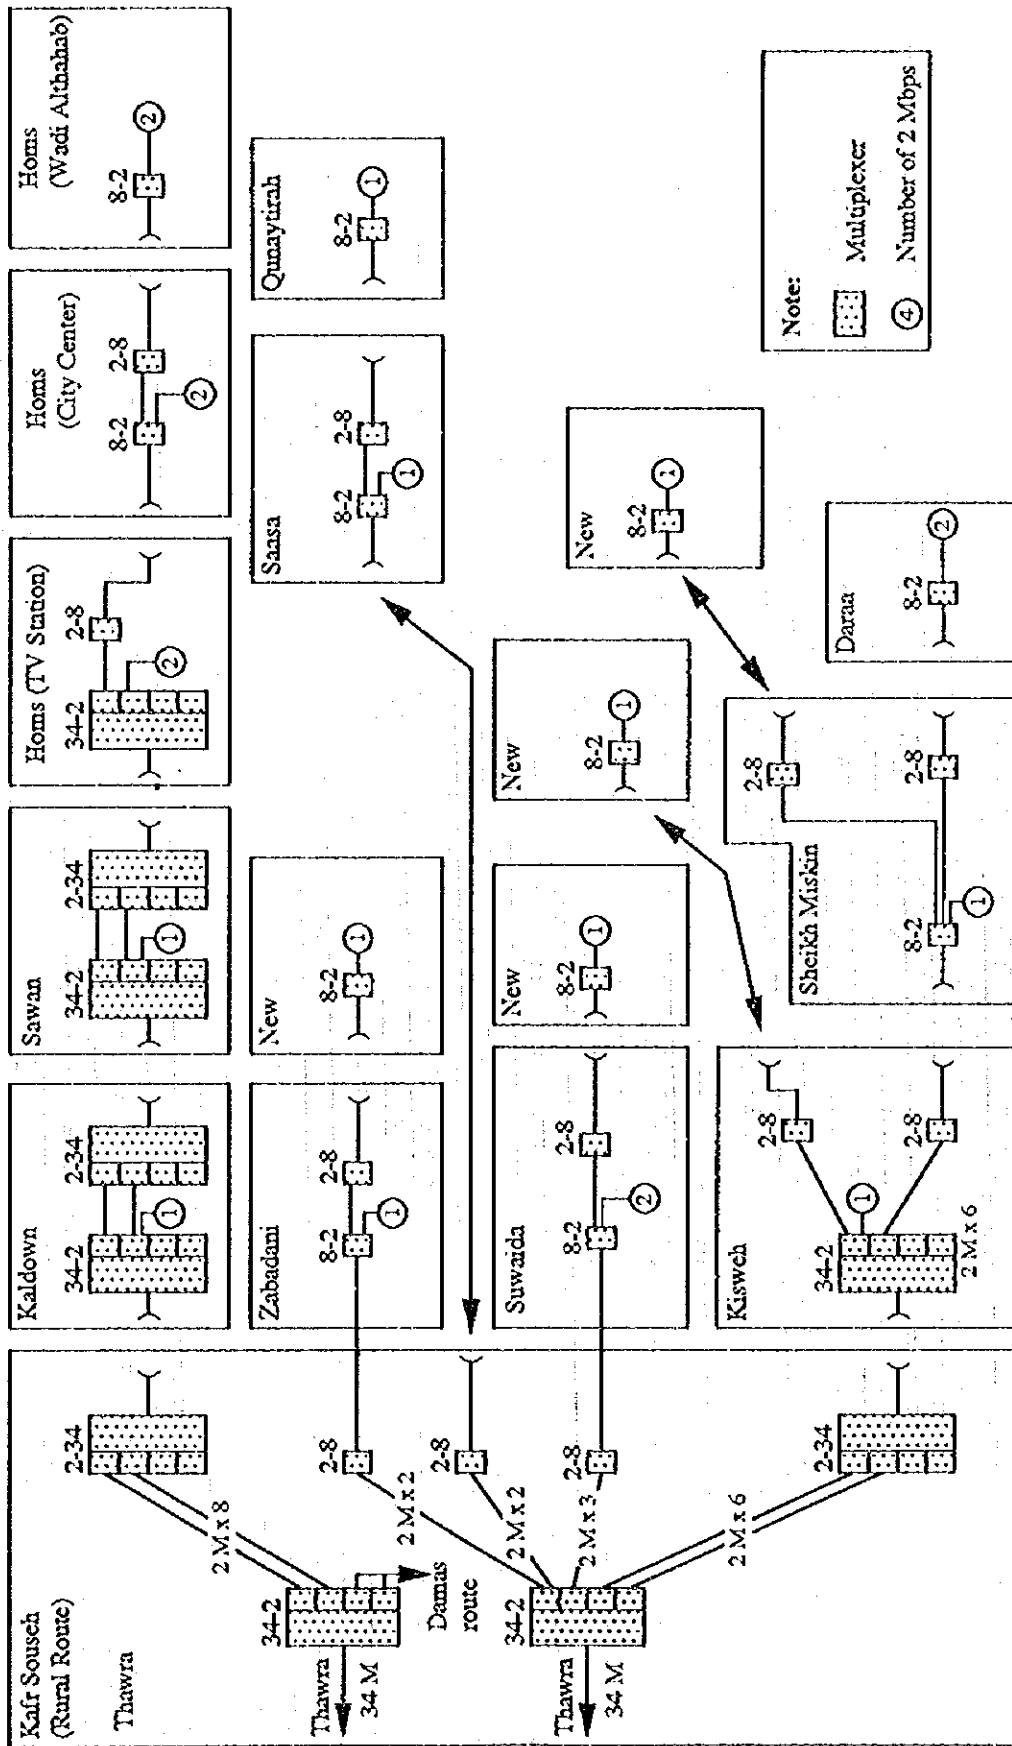 Kafr Souseh
(Rural Route)
Thawra
2-34
2 M x 8
34-2
Thawra
34 M
Damas
route
2-8
2 M x 2
2-8
2 M x 2
2-8
2 M x 3
34-2
Thawra
34 M
2-34
2 M x 6
Kaldown
34-2
2-34
1
Sawan
34-2
2-34
1
Homs (TV Station)
34-2
2-8
2
Homs
(City Center)
8-2
2-8
2
Homs
(Wadi Althahab)
8-2
2
Zabadani
8-2
2-8
1
New
8-2
1
Saasa
8-2
2-8
1
Qunaytirah
8-2
1
Suwaida
8-2
2-8
2
New
8-2
1
New
8-2
1
New
8-2
1
Kisweh
34-2
1
2-8
2-8
2 M x 6
Sheikh Miskin
8-2
1
2-8
2-8
Daraa
8-2
2
Note:
Multiplexer
4 Number of 2 Mbps